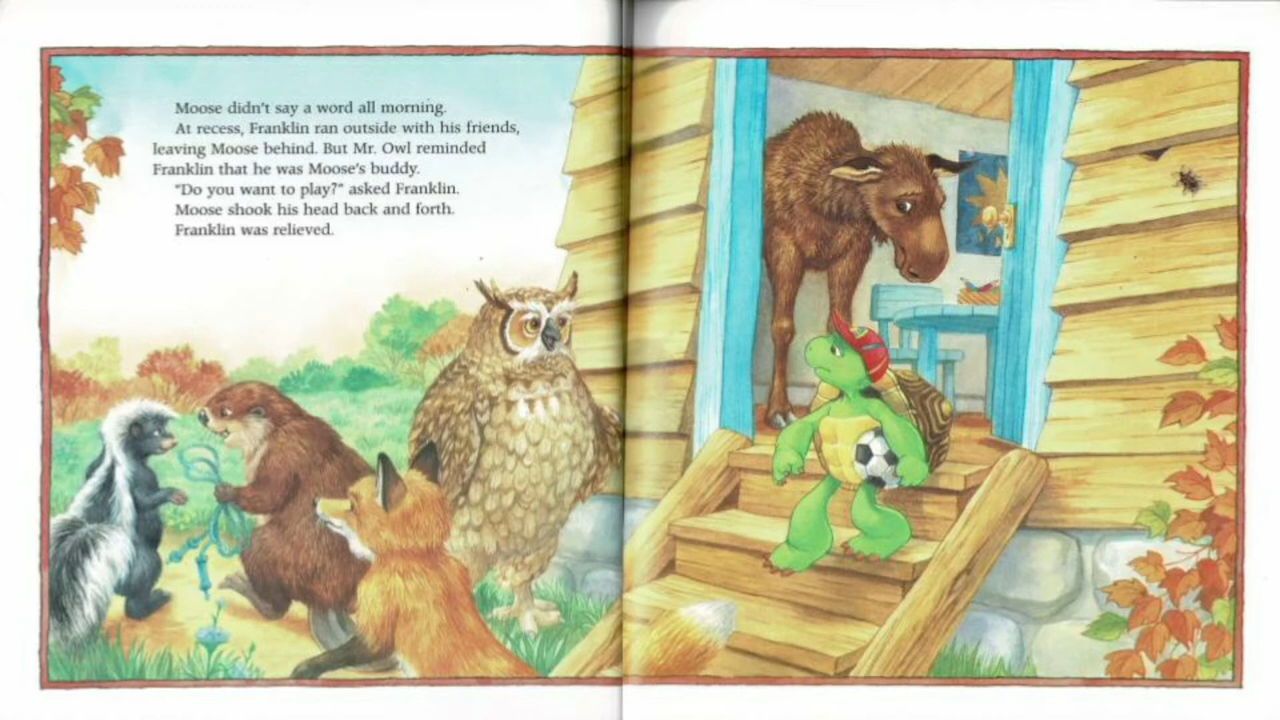 Moose didn't say a word all morning.
At recess, Franklin ran outside with his friends,
leaving Moose behind. But Mr. Owl reminded
Franklin that he was Moose's buddy.
"Do you want to play?" asked Franklin.
Moose shook his head back and forth.
Franklin was relieved.